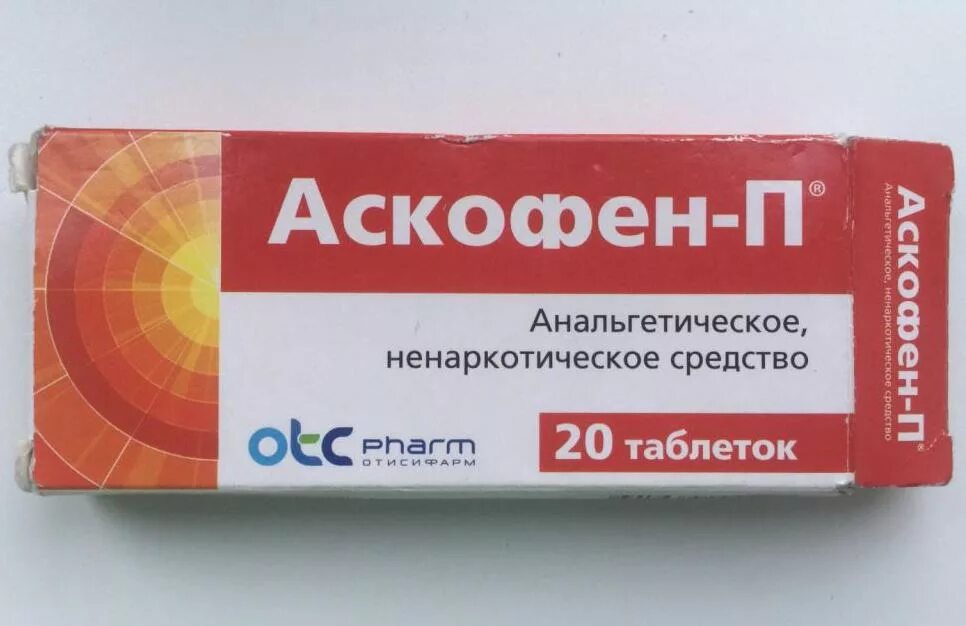 Аскофен-П®
Анальгетическое,
ненаркотическое средство
otc pharm
ОТИСИФАРМ
20 таблеток
Аскофен-П®
Анальгетическое, ненаркотическое средство